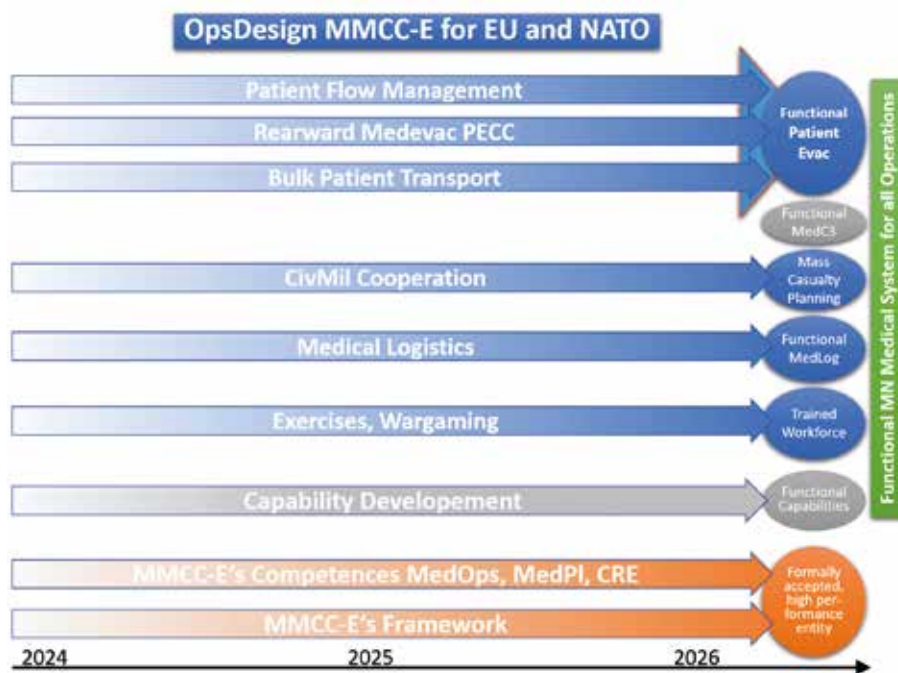 OpsDesign MMCC-E for EU and NATO
Patient Flow Management
Rearward Medevac PECC
Bulk Patient Transport
Functional
Patient
Evac
Functional
MedC3
CivMil Cooperation
Mass
Casualty
Planning
Medical Logistics
Functional
MedLog
Exercises, Wargaming
Trained
Workforce
Capability Developement
Functional
Capabilities
MMCC-E's Competences MedOps, MedPl, CRE
MMCC-E's Framework
Formally
accepted,
high per-
formance
entity
Functional MN Medical System for all Operations
2024 2025 2026